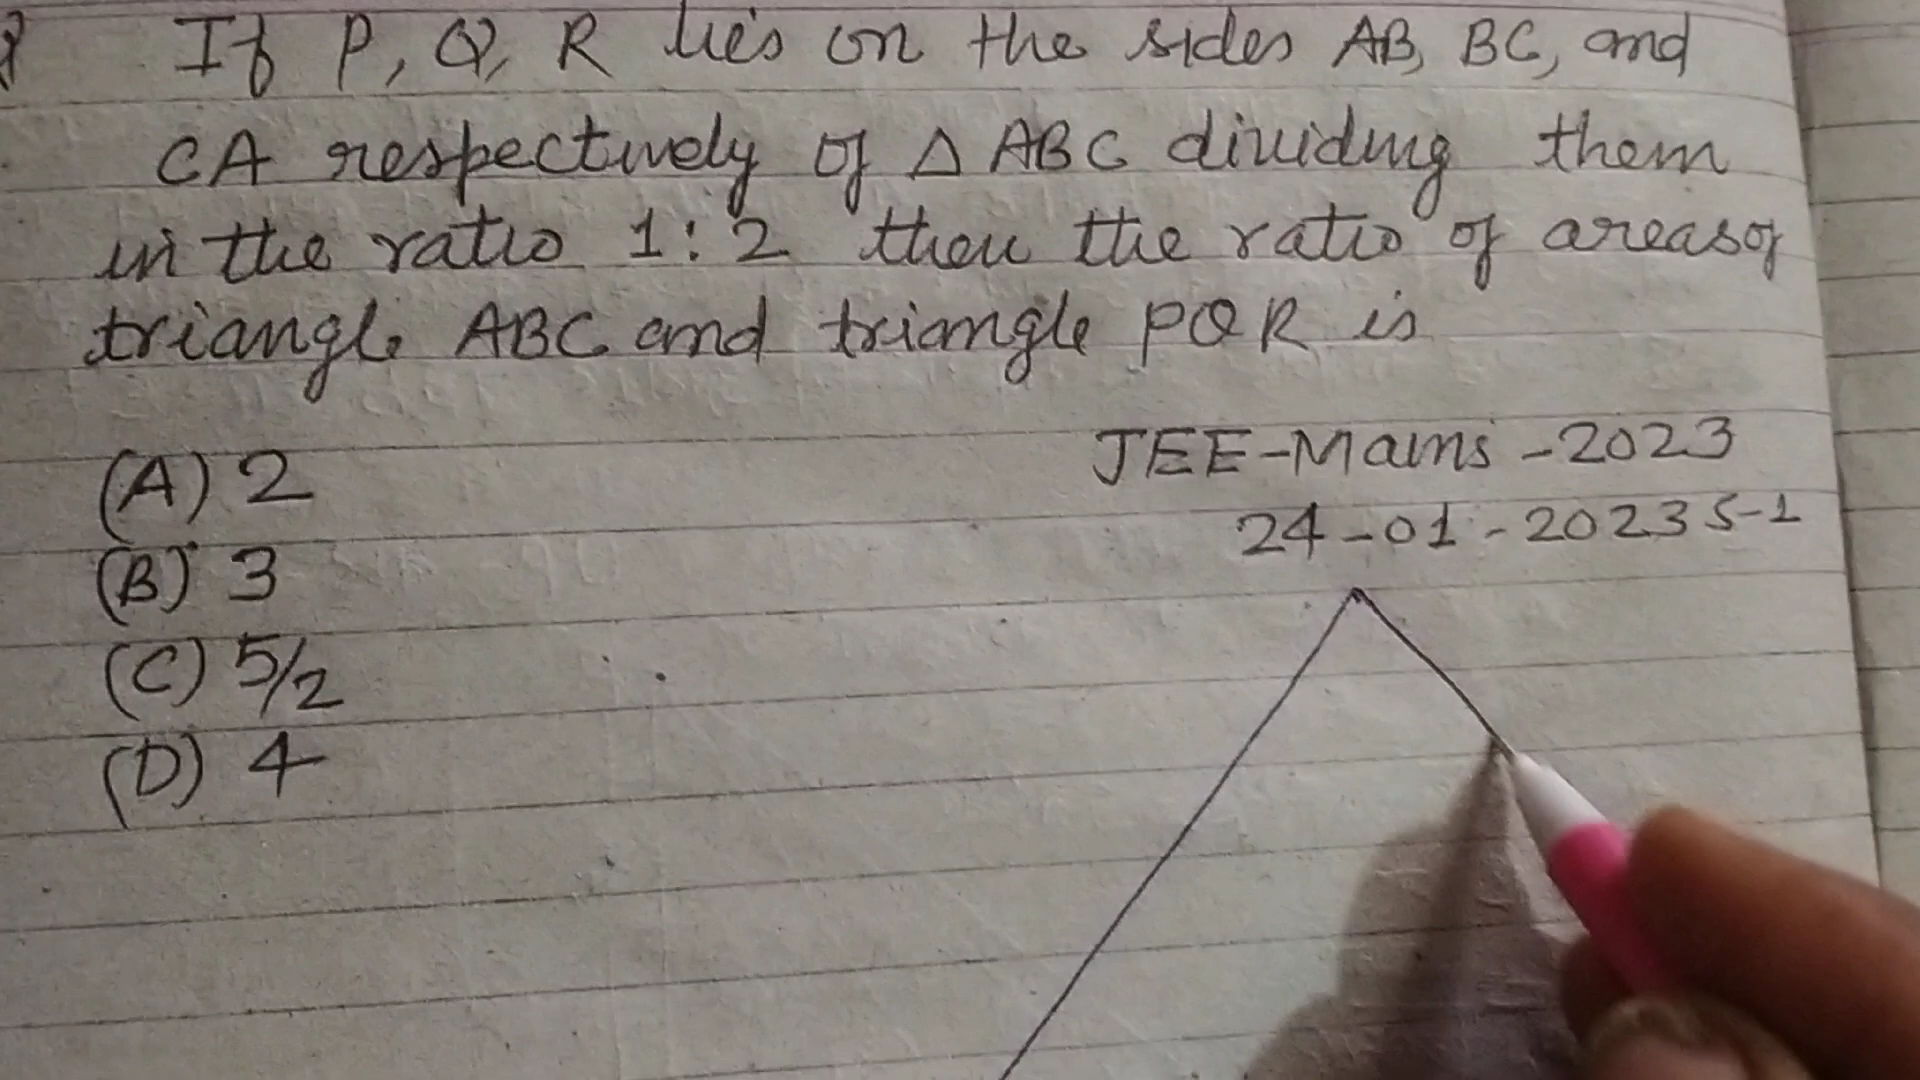 If P, Q, R lies on the sides AB, BC, and
CA respectively of △ ABC dividing them
in the ratio 1:2 then the ratio of areas of
triangle ABC and triangle PQR is
JEE-Mains-2023
(A) 2
24-01-2023 S-1
(B) 3
(C) 5/2
(D) 4